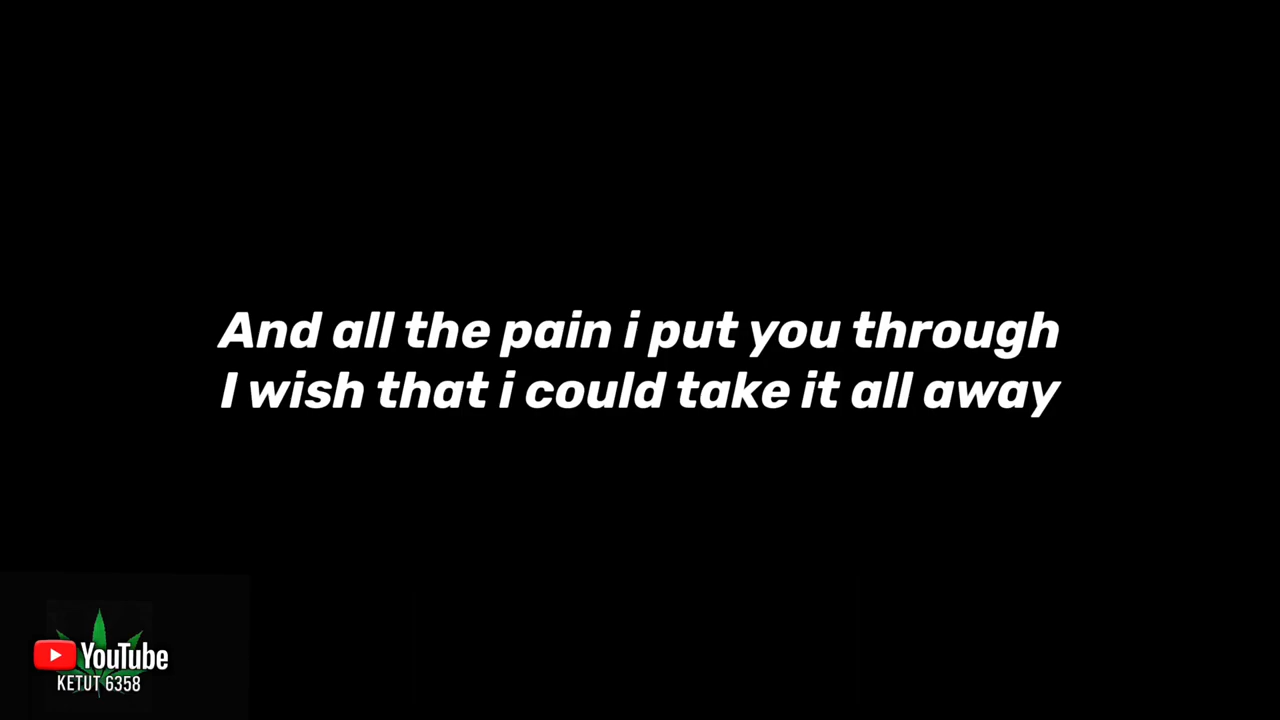 And all the pain i put you through
I wish that i could take it all away
YouTube
KETUT 6358